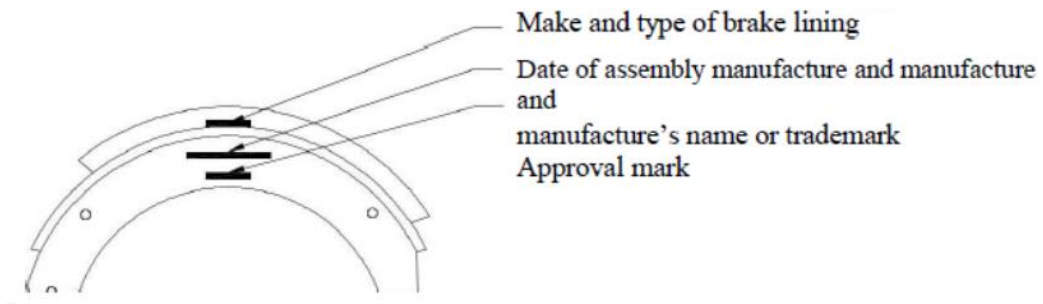 Make and type of brake lining
Date of assembly manufacture and manufacture
and
manufacture's name or trademark
Approval mark